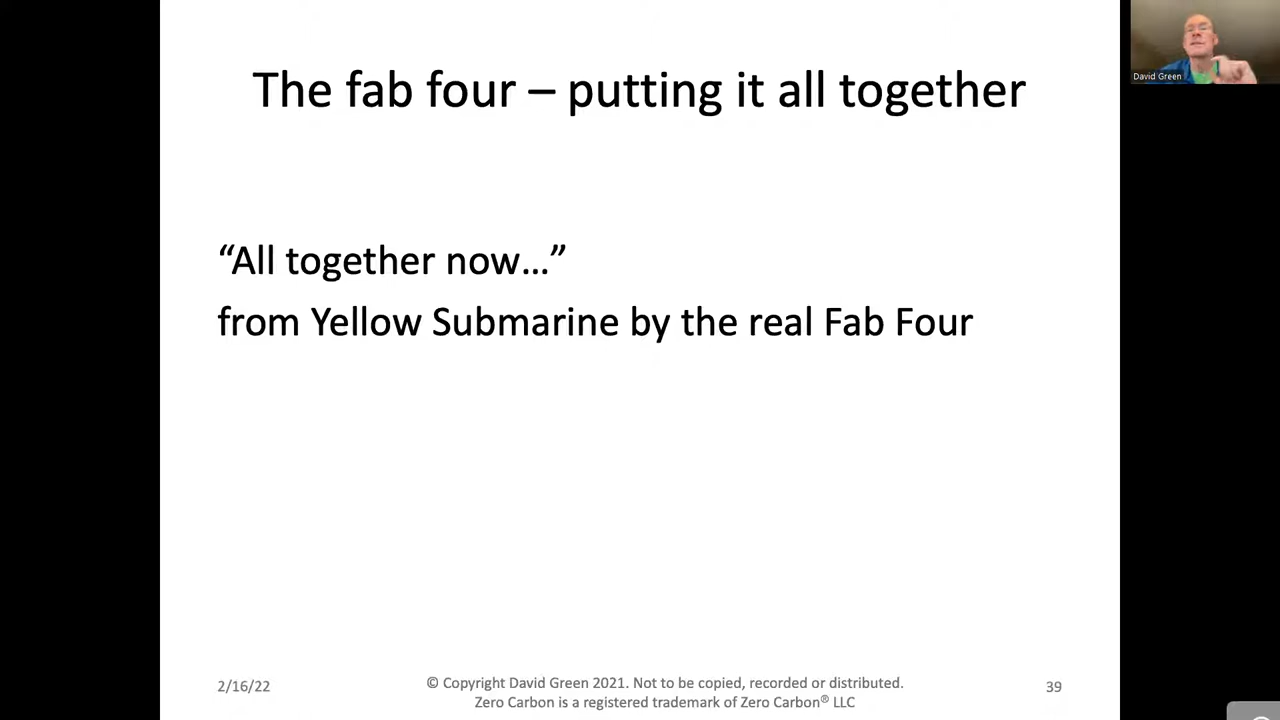 The fab four – putting it all together
David Green
“All together now…”
from Yellow Submarine by the real Fab Four
2/16/22
© Copyright David Green 2021. Not to be copied, recorded or distributed.
Zero Carbon is a registered trademark of Zero Carbon® LLC
39